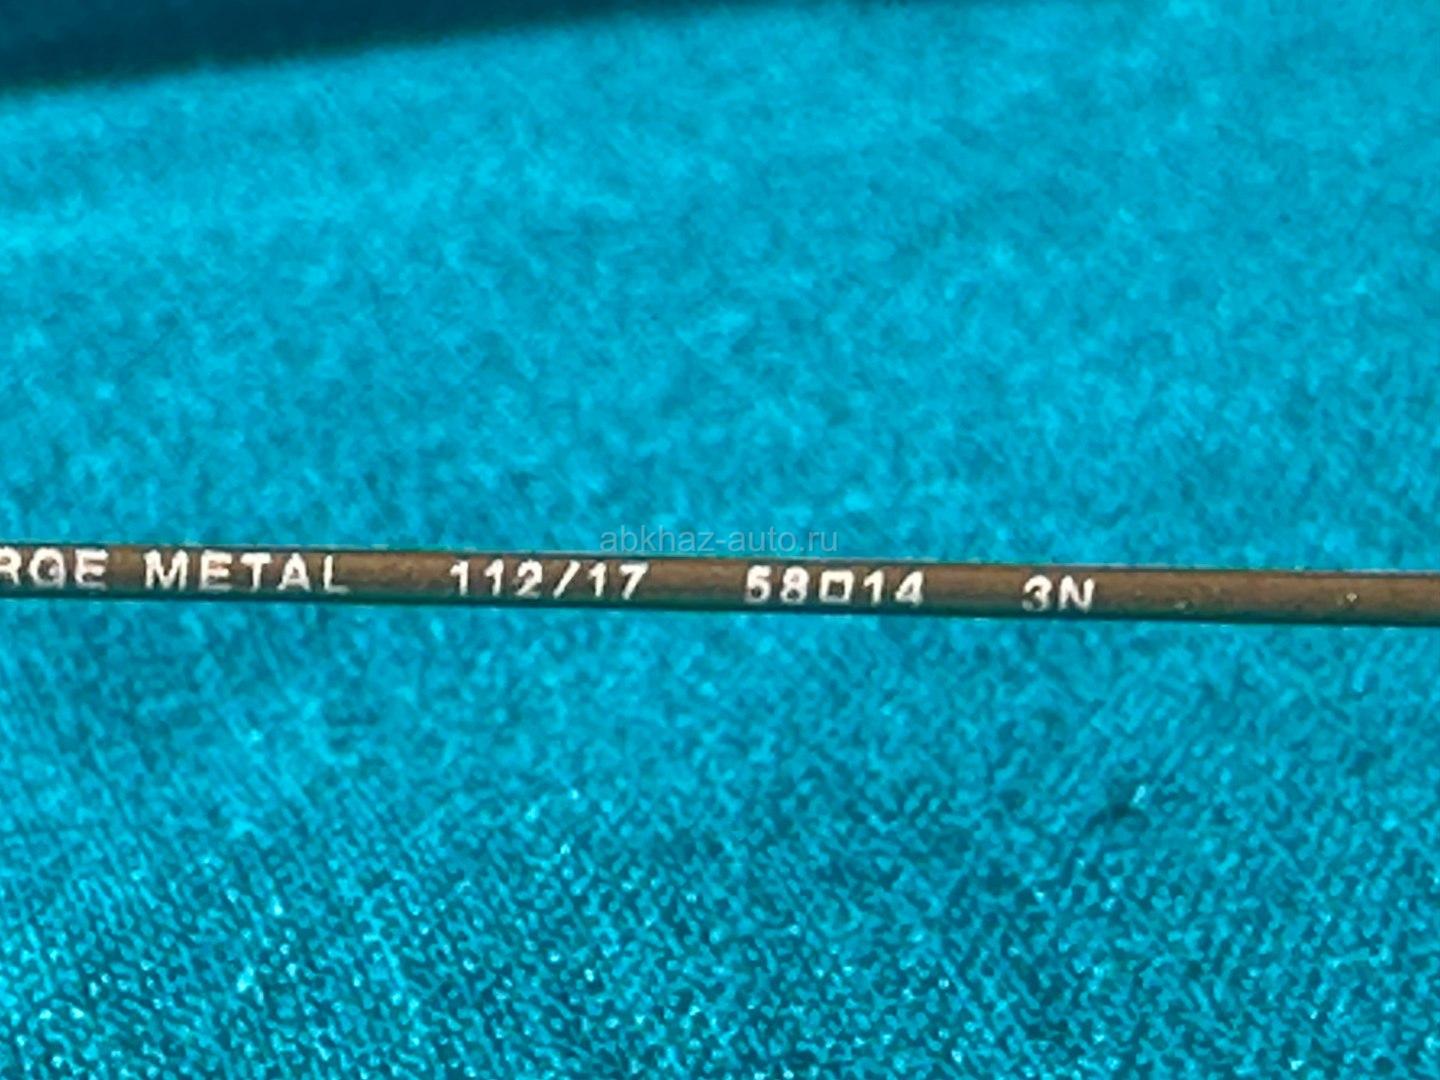 abkhaz-auto.ru
RGE METAL 112/17 58□14 3N